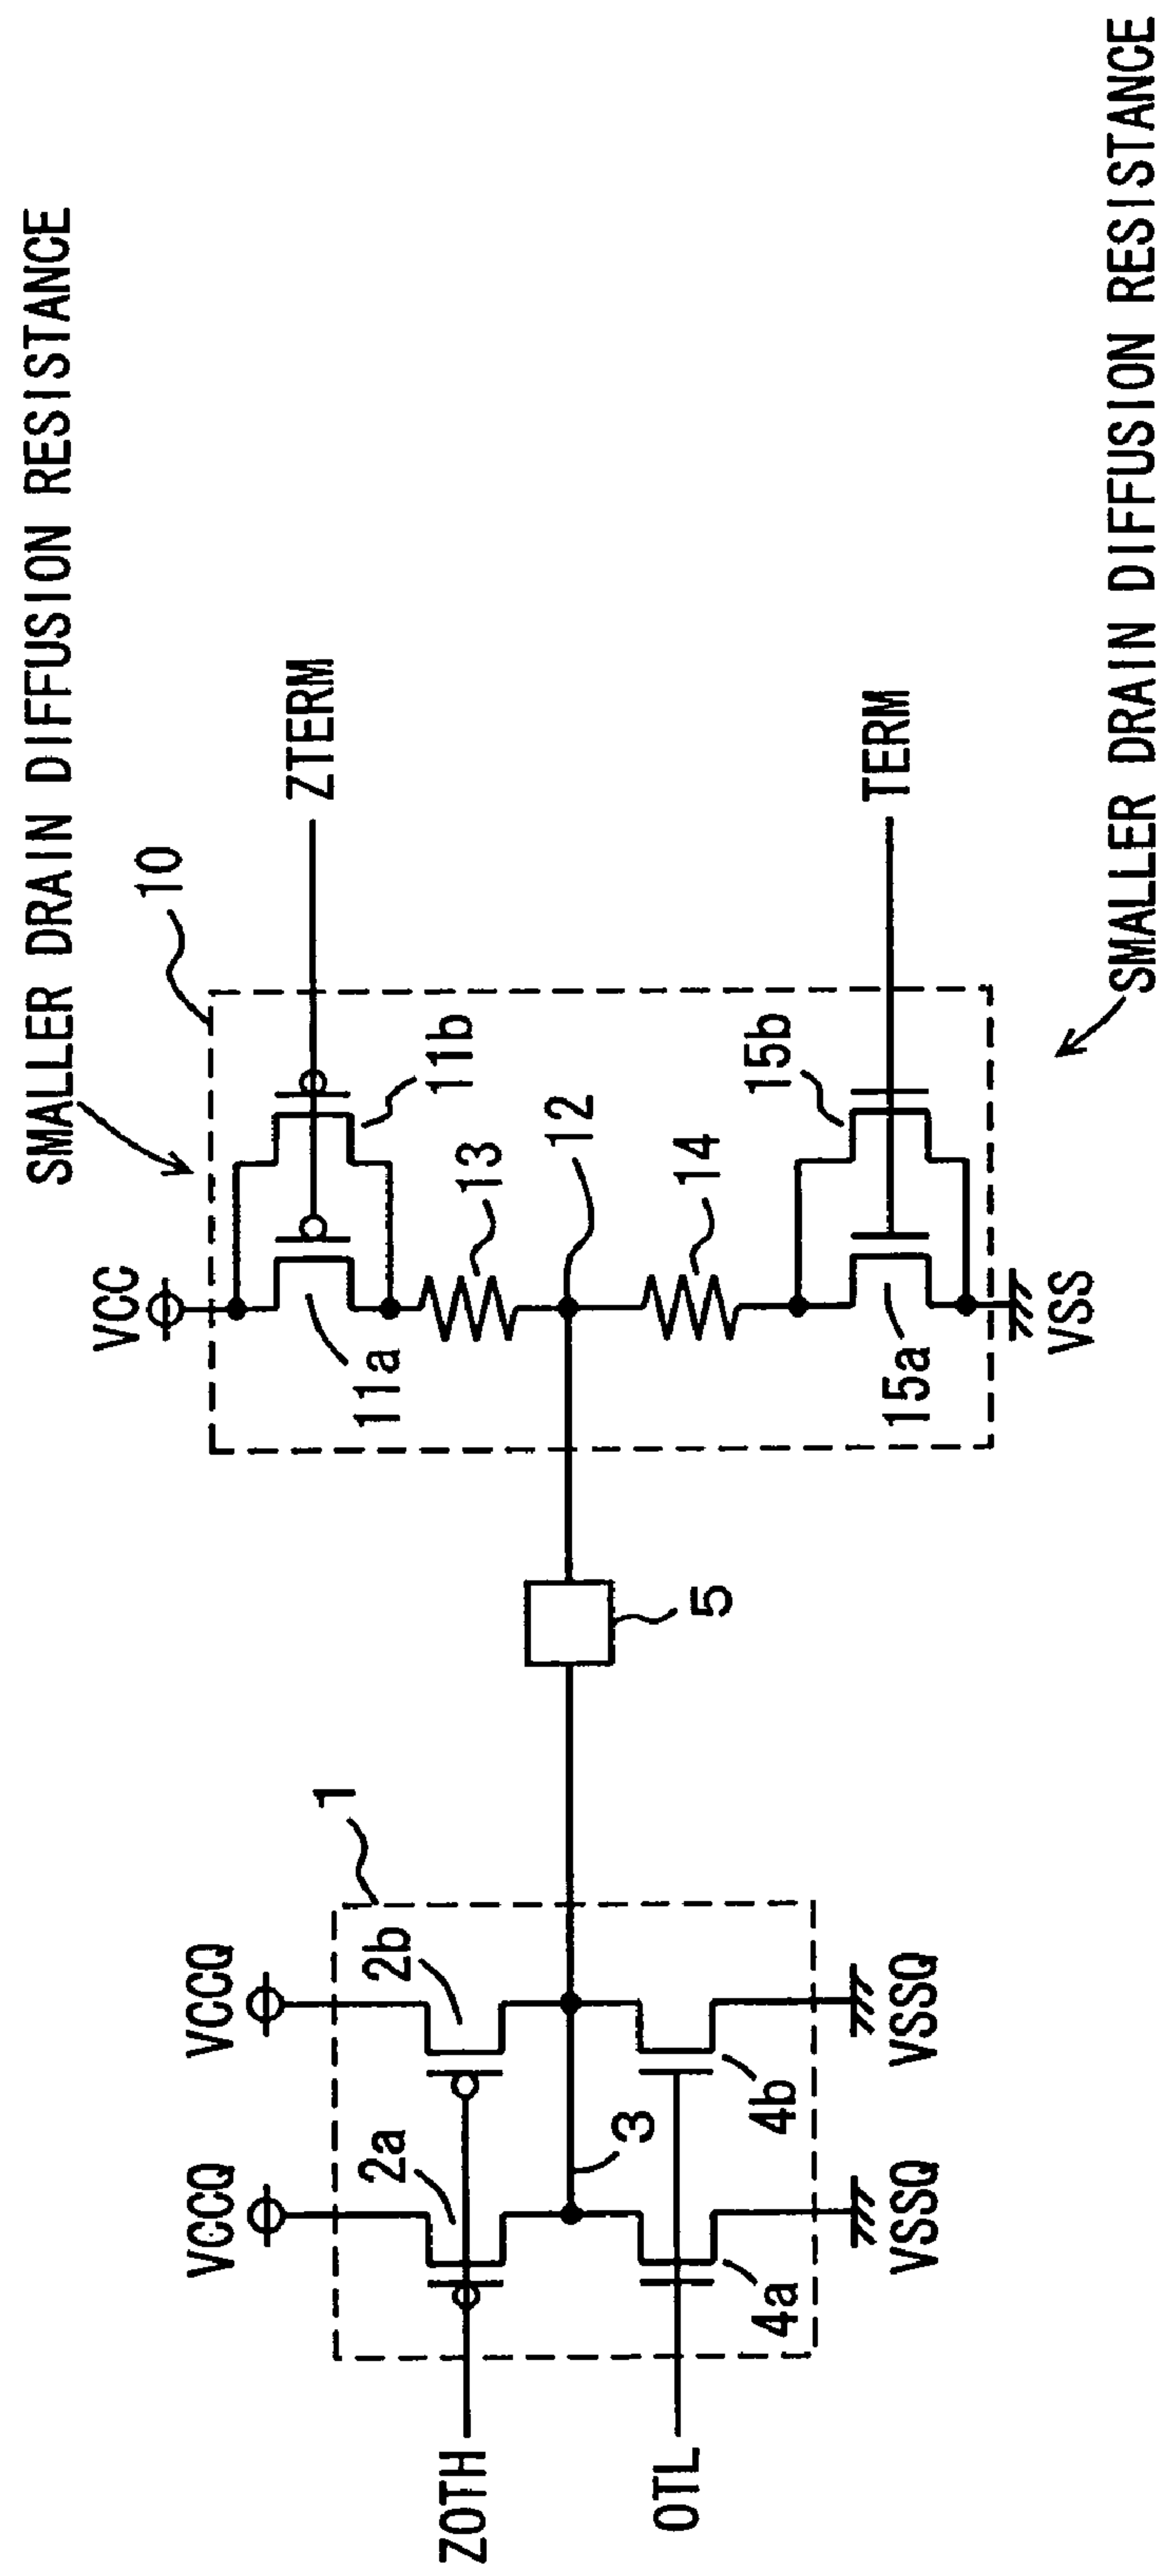 SMALLER DRAIN DIFFUSION RESISTANCE
VCC
10
ZTERM
11a
11b
13
12
14
15b
15a
TERM
VSS
SMALLER DRAIN DIFFUSION RESISTANCE
5
1
VCCQ
VCCQ
2a
2b
ZOTH
3
OTL
4a
4b
VSSQ
VSSQ